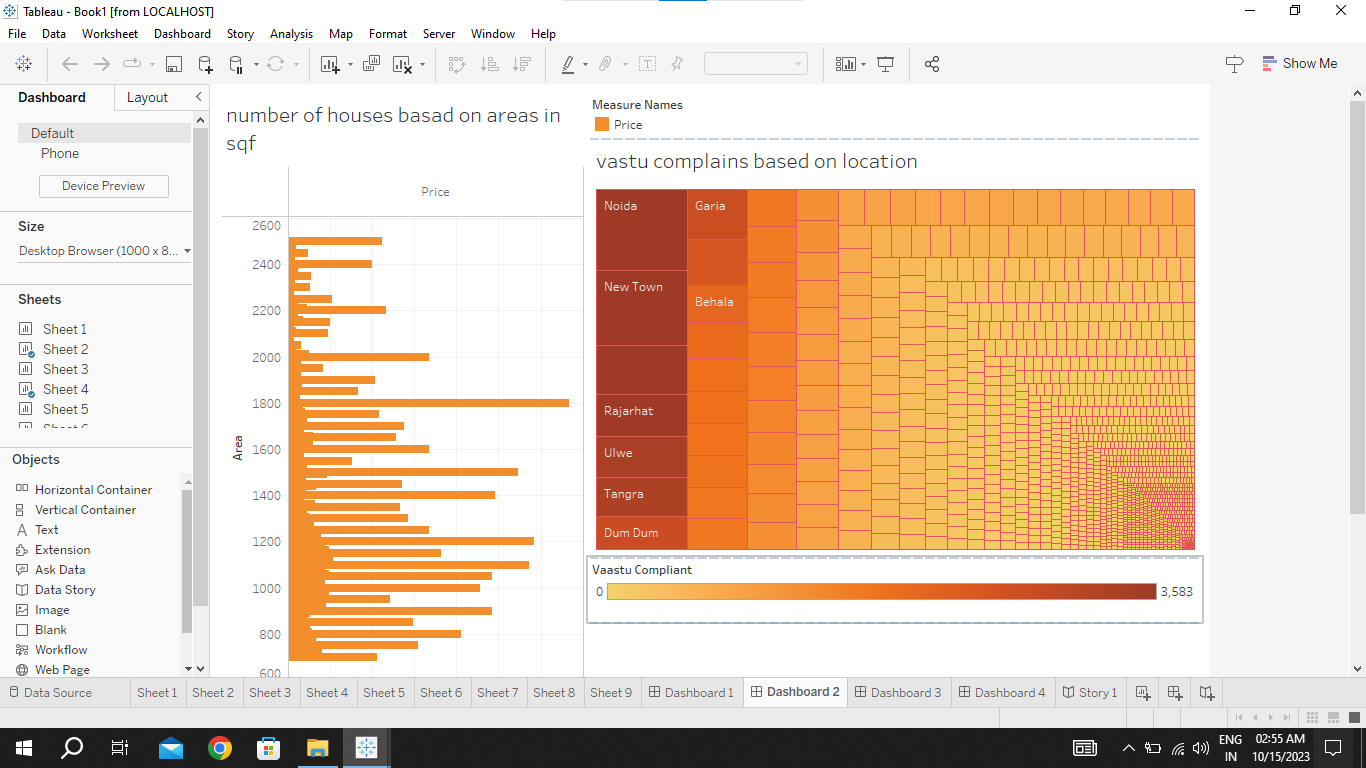 Tableau - Book1 [from LOCALHOST]
File Data Worksheet Dashboard Story Analysis Map Format Server Window Help
Show Me
Dashboard
Layout
Default
Phone
Device Preview
Size
Desktop Browser (1000 x 8...
Sheets
Sheet 1
Sheet 2
Sheet 3
Sheet 4
Sheet 5
Objects
Horizontal Container
Vertical Container
Text
Extension
Ask Data
Data Story
Image
Blank
Workflow
Web Page
number of houses basad on areas in
sqf
Price
Area
2600
2400
2200
2000
1800
1600
1400
1200
1000
800
600
Measure Names
Price
vastu complains based on location
Noida
Garia
New Town
Behala
Rajarhat
Ulwe
Tangra
Dum Dum
Vaastu Compliant
0
3,583
Data Source Sheet 1 Sheet 2 Sheet 3 Sheet 4 Sheet 5 Sheet 6 Sheet 7 Sheet 8 Sheet 9 Dashboard 1 Dashboard 2 Dashboard 3 Dashboard 4 Story 1
ENG
IN
02:55 AM
10/15/2023